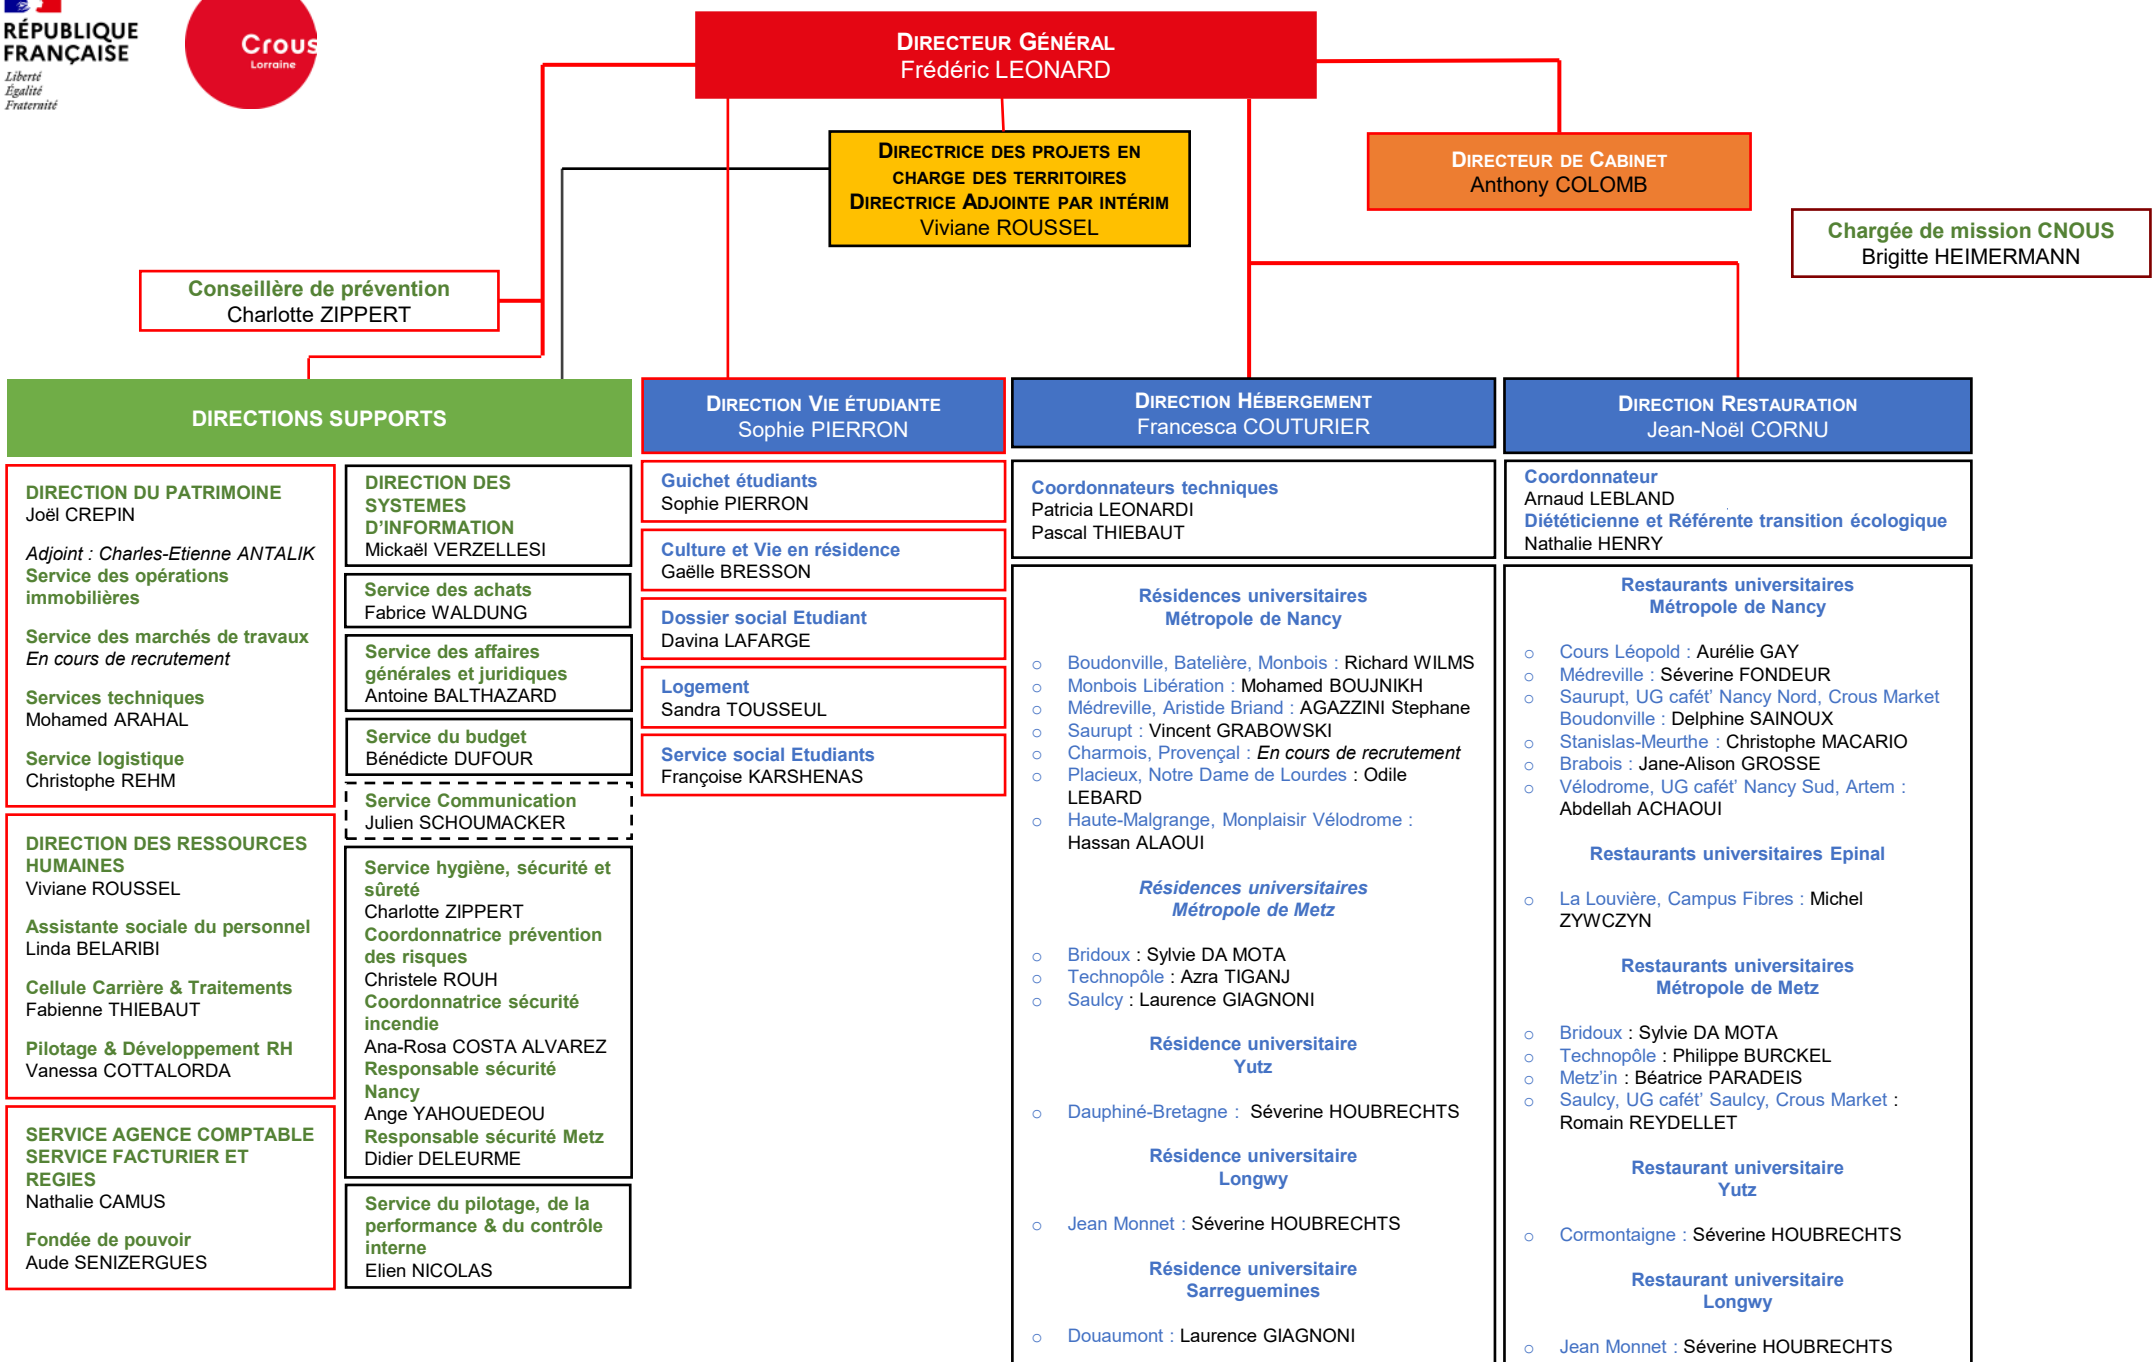 RÉPUBLIQUE
FRANÇAISE
Liberté
Égalité
Fraternité
Crous
Lorraine
DIRECTEUR GÉNÉRAL
Frédéric LEONARD
DIRECTRICE DES PROJETS EN
CHARGE DES TERRITOIRES
DIRECTRICE ADJOINTE PAR INTÉRIM
Viviane ROUSSEL
DIRECTEUR DE CABINET
Anthony COLOMB
Chargée de mission CNOUS
Brigitte HEIMERMANN
Conseillère de prévention
Charlotte ZIPPERT
DIRECTIONS SUPPORTS
DIRECTION DU PATRIMOINE
Joël CREPIN
Adjoint : Charles-Etienne ANTALIK
Service des opérations
immobilières
Service des marchés de travaux
En cours de recrutement
Services techniques
Mohamed ARAHAL
Service logistique
Christophe REHM
DIRECTION DES RESSOURCES
HUMAINES
Viviane ROUSSEL
Assistante sociale du personnel
Linda BELARIBI
Cellule Carrière & Traitements
Fabienne THIEBAUT
Pilotage & Développement RH
Vanessa COTTALORDA
SERVICE AGENCE COMPTABLE
SERVICE FACTURIER ET
REGIES
Nathalie CAMUS
Fondée de pouvoir
Aude SENIZERGUES
DIRECTION DES
SYSTEMES
D'INFORMATION
Mickaël VERZELLESI
Service des achats
Fabrice WALDUNG
Service des affaires
générales et juridiques
Antoine BALTHAZARD
Service du budget
Bénédicte DUFOUR
Service Communication
Julien SCHOUMACKER
Service hygiène, sécurité et
sûreté
Charlotte ZIPPERT
Coordonnatrice prévention
des risques
Christele ROUH
Coordonnatrice sécurité
incendie
Ana-Rosa COSTA ALVAREZ
Responsable sécurité
Nancy
Ange YAHOUEDEOU
Responsable sécurité Metz
Didier DELEURME
Service du pilotage, de la
performance & du contrôle
interne
Elien NICOLAS
DIRECTION VIE ÉTUDIANTE
Sophie PIERRON
Guichet étudiants
Sophie PIERRON
Culture et Vie en résidence
Gaëlle BRESSON
Dossier social Etudiant
Davina LAFARGE
Logement
Sandra TOUSSEUL
Service social Etudiants
Françoise KARSHENAS
DIRECTION HÉBERGEMENT
Francesca COUTURIER
Coordonnateurs techniques
Patricia LEONARDI
Pascal THIEBAUT
Résidences universitaires
Métropole de Nancy
o Boudonville, Batelière, Monbois : Richard WILMS
o Monbois Libération : Mohamed BOUJNIKH
o Médreville, Aristide Briand : AGAZZINI Stephane
o Saurupt : Vincent GRABOWSKI
o Charmois, Provençal : En cours de recrutement
o Placieux, Notre Dame de Lourdes : Odile
LEBARD
o Haute-Malgrange, Monplaisir Vélodrome :
Hassan ALAOUI
Résidences universitaires
Métropole de Metz
o Bridoux : Sylvie DA MOTA
o Technopôle : Azra TIGANJ
o Saulcy : Laurence GIAGNONI
Résidence universitaire
Yutz
o Dauphiné-Bretagne : Séverine HOUBRECHTS
Résidence universitaire
Longwy
o Jean Monnet : Séverine HOUBRECHTS
Résidence universitaire
Sarreguemines
o Douaumont : Laurence GIAGNONI
DIRECTION RESTAURATION
Jean-Noël CORNU
Coordonnateur
Arnaud LEBLAND
Diététicienne et Référente transition écologique
Nathalie HENRY
Restaurants universitaires
Métropole de Nancy
o Cours Léopold : Aurélie GAY
o Médreville : Séverine FONDEUR
o Saurupt, UG cafét' Nancy Nord, Crous Market
Boudonville : Delphine SAINOUX
o Stanislas-Meurthe : Christophe MACARIO
o Brabois : Jane-Alison GROSSE
o Vélodrome, UG cafét' Nancy Sud, Artem :
Abdellah ACHAOUI
Restaurants universitaires Epinal
o La Louvière, Campus Fibres : Michel
ZYWCZYN
Restaurants universitaires
Métropole de Metz
o Bridoux : Sylvie DA MOTA
o Technopôle : Philippe BURCKEL
o Metz'in : Béatrice PARADEIS
o Saulcy, UG cafét' Saulcy, Crous Market :
Romain REYDELLET
Restaurant universitaire
Yutz
o Cormontaigne : Séverine HOUBRECHTS
Restaurant universitaire
Longwy
o Jean Monnet : Séverine HOUBRECHTS